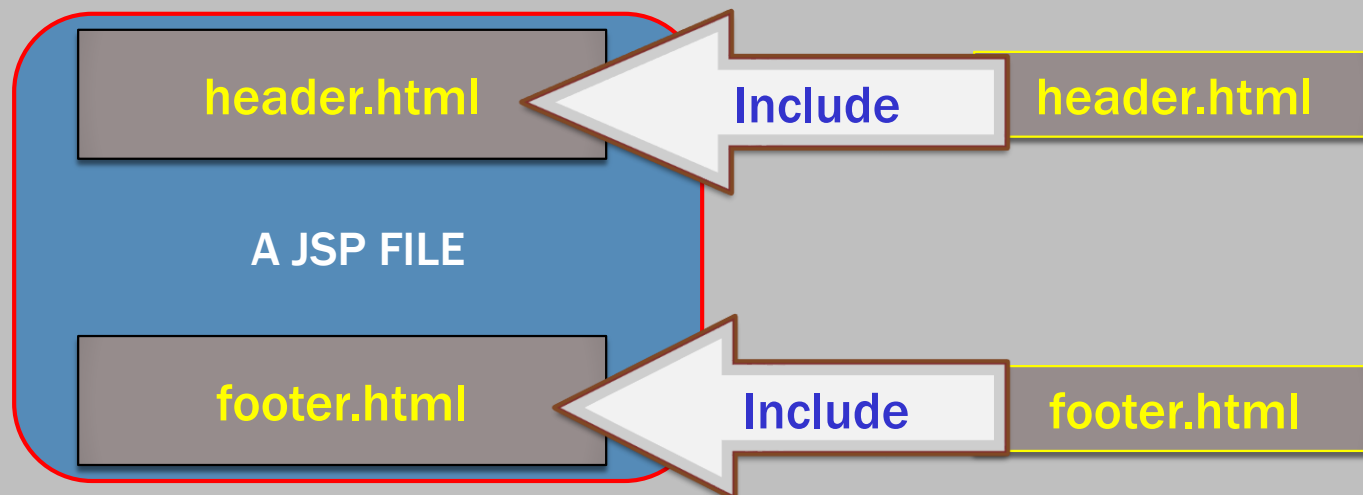 header.html
Include
header.html
A JSP FILE
footer.html
Include
footer.html